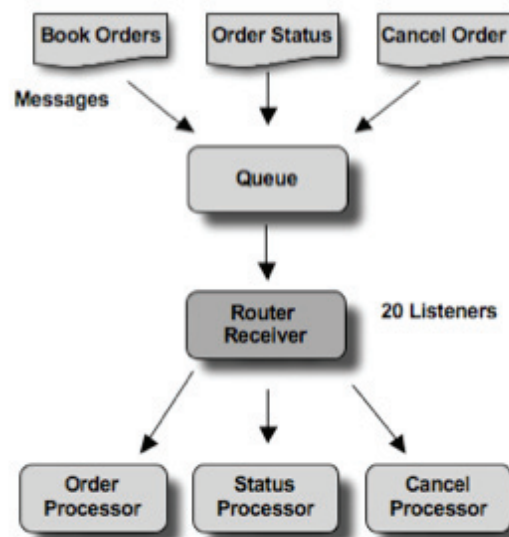 Book Orders
Order Status
Cancel Order
Messages
Queue
Router
Receiver
20 Listeners
Order
Processor
Status
Processor
Cancel
Processor